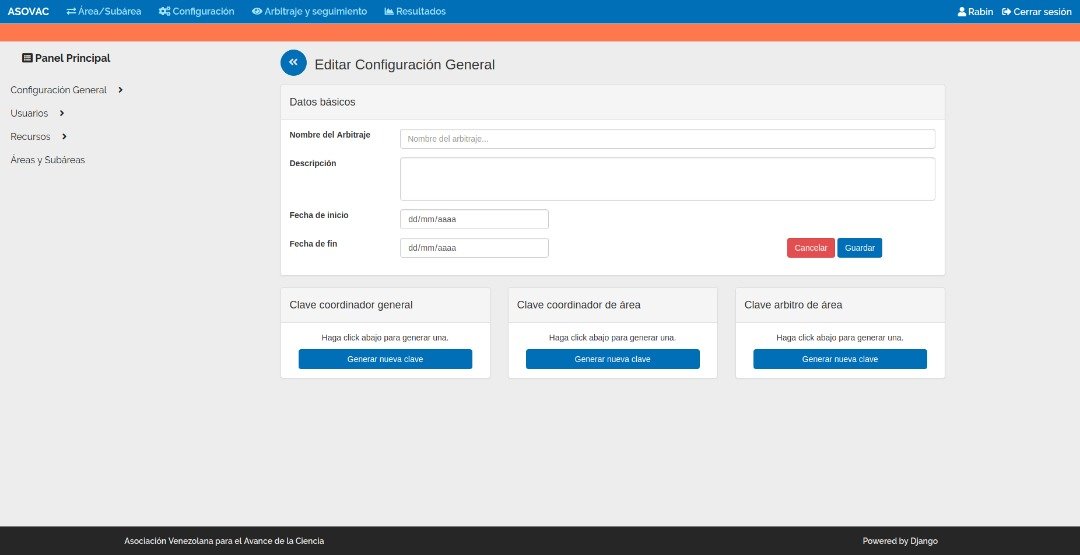 ASOVAC Área/Subárea Configuración Arbitraje y seguimiento Resultados Rabin Cerrar sesión
Panel Principal
Configuración General
Usuarios
Recursos
Áreas y Subáreas
Editar Configuración General
Datos básicos
Nombre del Arbitraje Nombre del arbitraje...
Descripción
Fecha de inicio dd/mm/aaaa
Fecha de fin dd/mm/aaaa Cancelar Guardar
Clave coordinador general Clave coordinador de área Clave arbitro de área
Haga click abajo para generar una. Haga click abajo para generar una. Haga click abajo para generar una.
Generar nueva clave Generar nueva clave Generar nueva clave
Asociación Venezolana para el Avance de la Ciencia Powered by Django